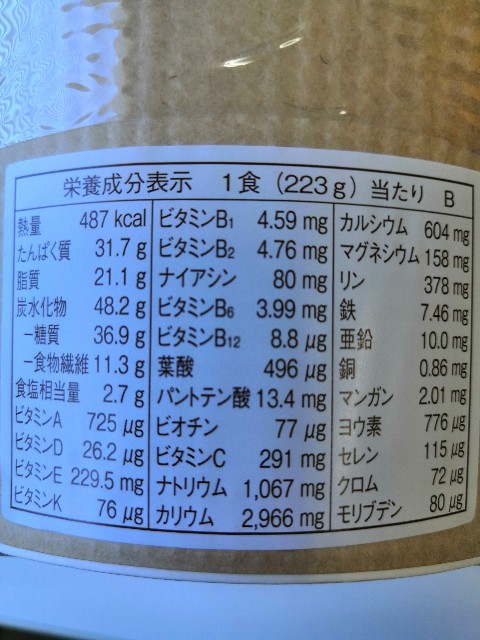 栄養成分表示 1食（223g）当たり B
熱量 487 kcal
たんぱく質 31.7 g
脂質 21.1 g
炭水化物 48.2 g
－糖質 36.9 g
－食物繊維 11.3 g
食塩相当量 2.7 g
ビタミンA 725 μg
ビタミンD 26.2 μg
ビタミンE 229.5 mg
ビタミンK 76 μg
ビタミンB1 4.59 mg
ビタミンB2 4.76 mg
ナイアシン 80 mg
ビタミンB6 3.99 mg
ビタミンB12 8.8 μg
葉酸 496 μg
パントテン酸 13.4 mg
ビオチン 77 μg
ビタミンC 291 mg
ナトリウム 1,067 mg
カリウム 2,966 mg
カルシウム 604 mg
マグネシウム 158 mg
リン 378 mg
鉄 7.46 mg
亜鉛 10.0 mg
銅 0.86 mg
マンガン 2.01 mg
ヨウ素 776 μg
セレン 115 μg
クロム 72 μg
モリブデン 80 μg